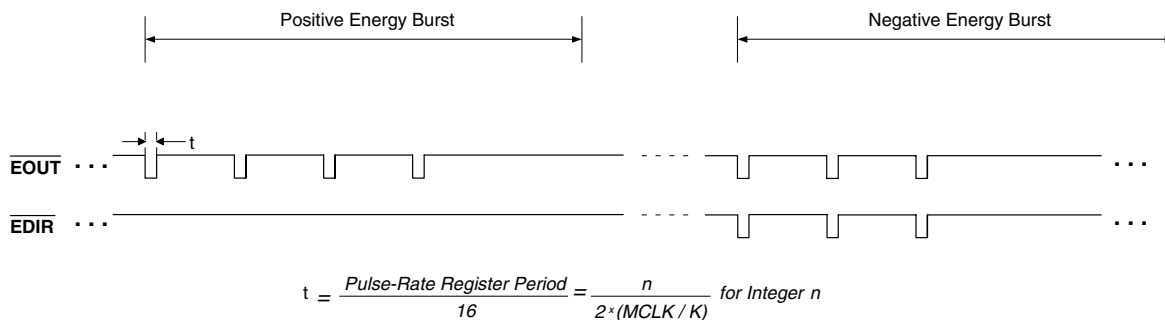 Positive Energy Burst
Negative Energy Burst
t
EOUT ... ...
EDIR ... ...
t = Pulse-Rate Register Period / 16 = n / 2 x (MCLK / K) for Integer n